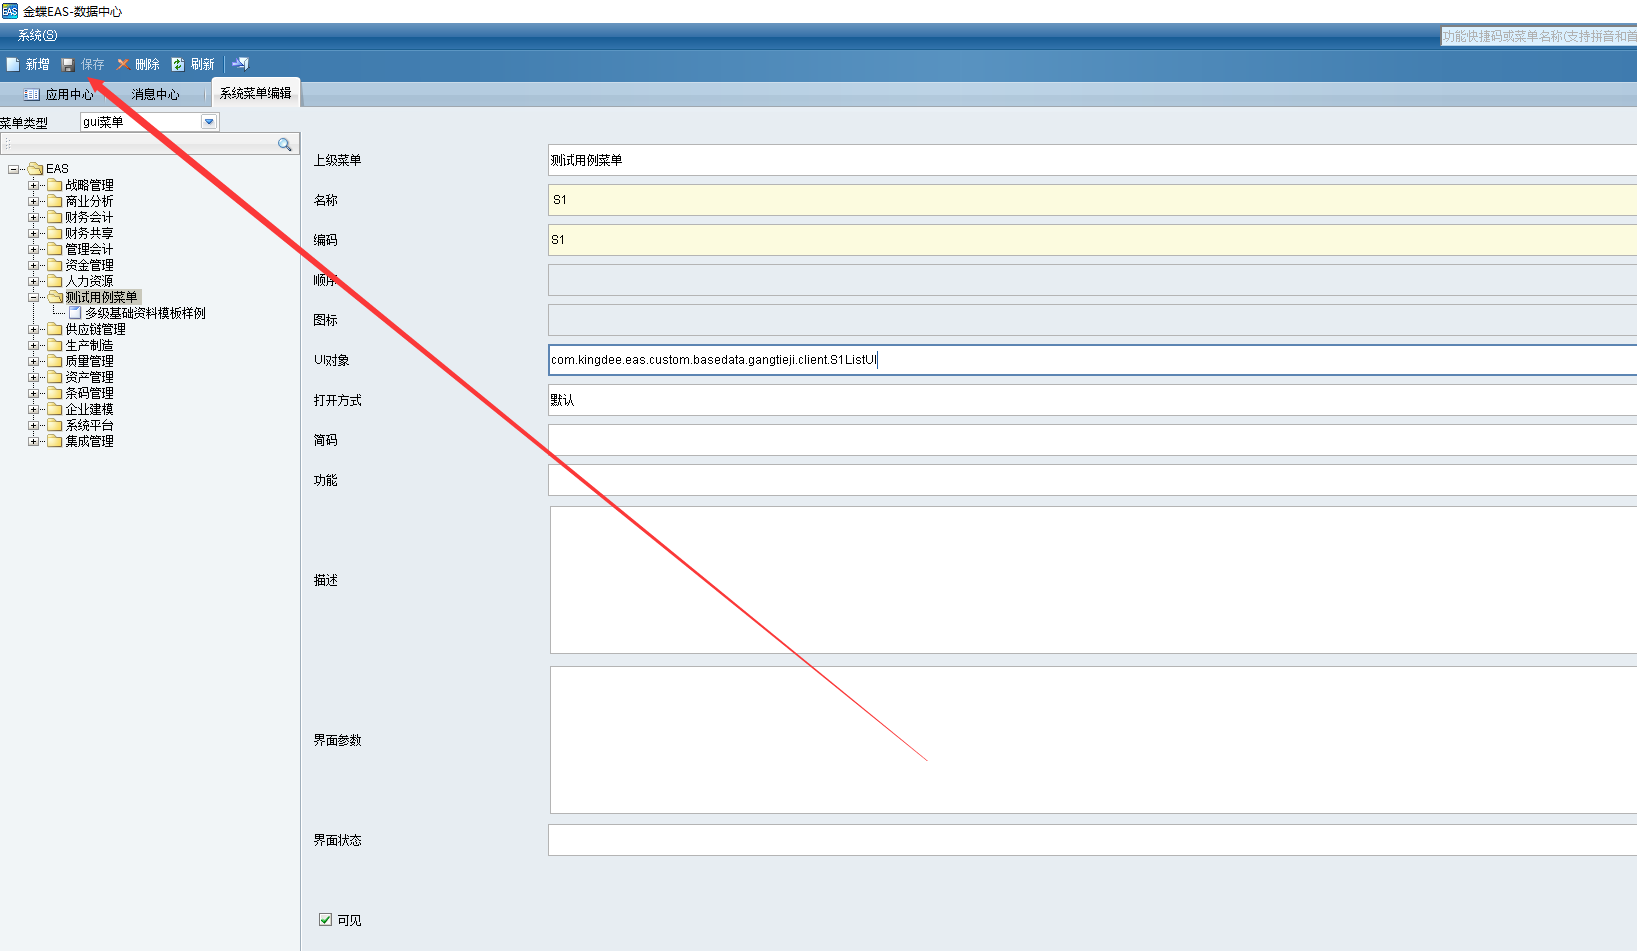 金蝶EAS-数据中心
系统(S)
功能快捷码或菜单名称(支持拼音和首
新增 保存 删除 刷新
应用中心 消息中心 系统菜单编辑
菜单类型 gui菜单
EAS
战略管理
商业分析
财务会计
财务共享
管理会计
资金管理
人力资源
测试用例菜单
多级基础资料模板样例
供应链管理
生产制造
质量管理
资产管理
条码管理
企业建模
系统平台
集成管理
上级菜单 测试用例菜单
名称 S1
编码 S1
顺序
图标
UI对象 com.kingdee.eas.custom.basedata.gangtieji.client.S1ListUI
打开方式 默认
简码
功能
描述
界面参数
界面状态
可见